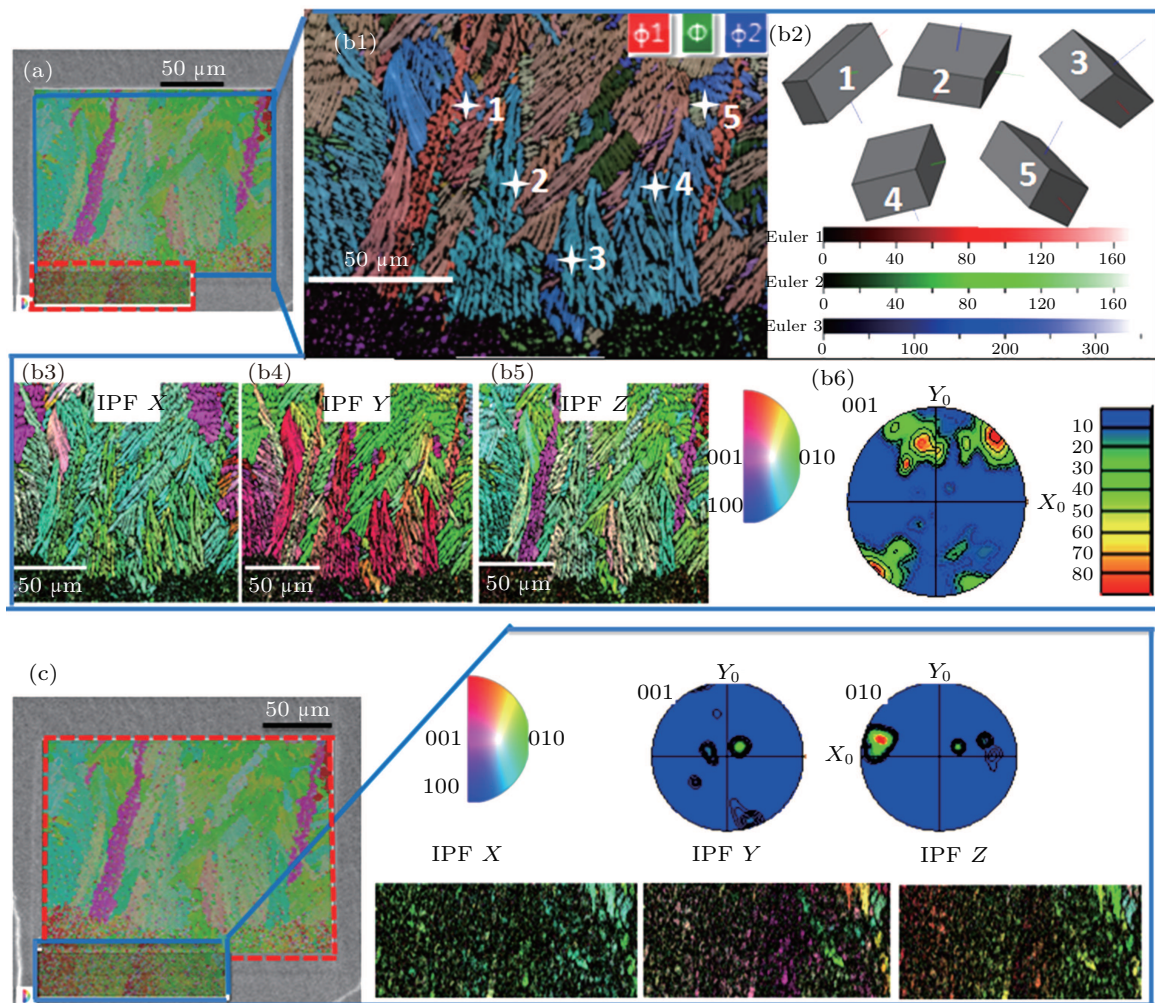 (a)
50 μm
(b1)
ϕ1 Φ ϕ2
1
2
3
4
5
50 μm
(b2)
1
2
3
4
5
Euler 1
0 40 80 120 160
Euler 2
0 40 80 120 160
Euler 3
0 100 200 300
(b3)
IPF X
50 μm
(b4)
IPF Y
50 μm
(b5)
IPF Z
50 μm
001 010
100
(b6)
001
Y0
X0
10
20
30
40
50
60
70
80
(c)
50 μm
001 010
100
001
Y0
010
Y0
X0
IPF X IPF Y IPF Z